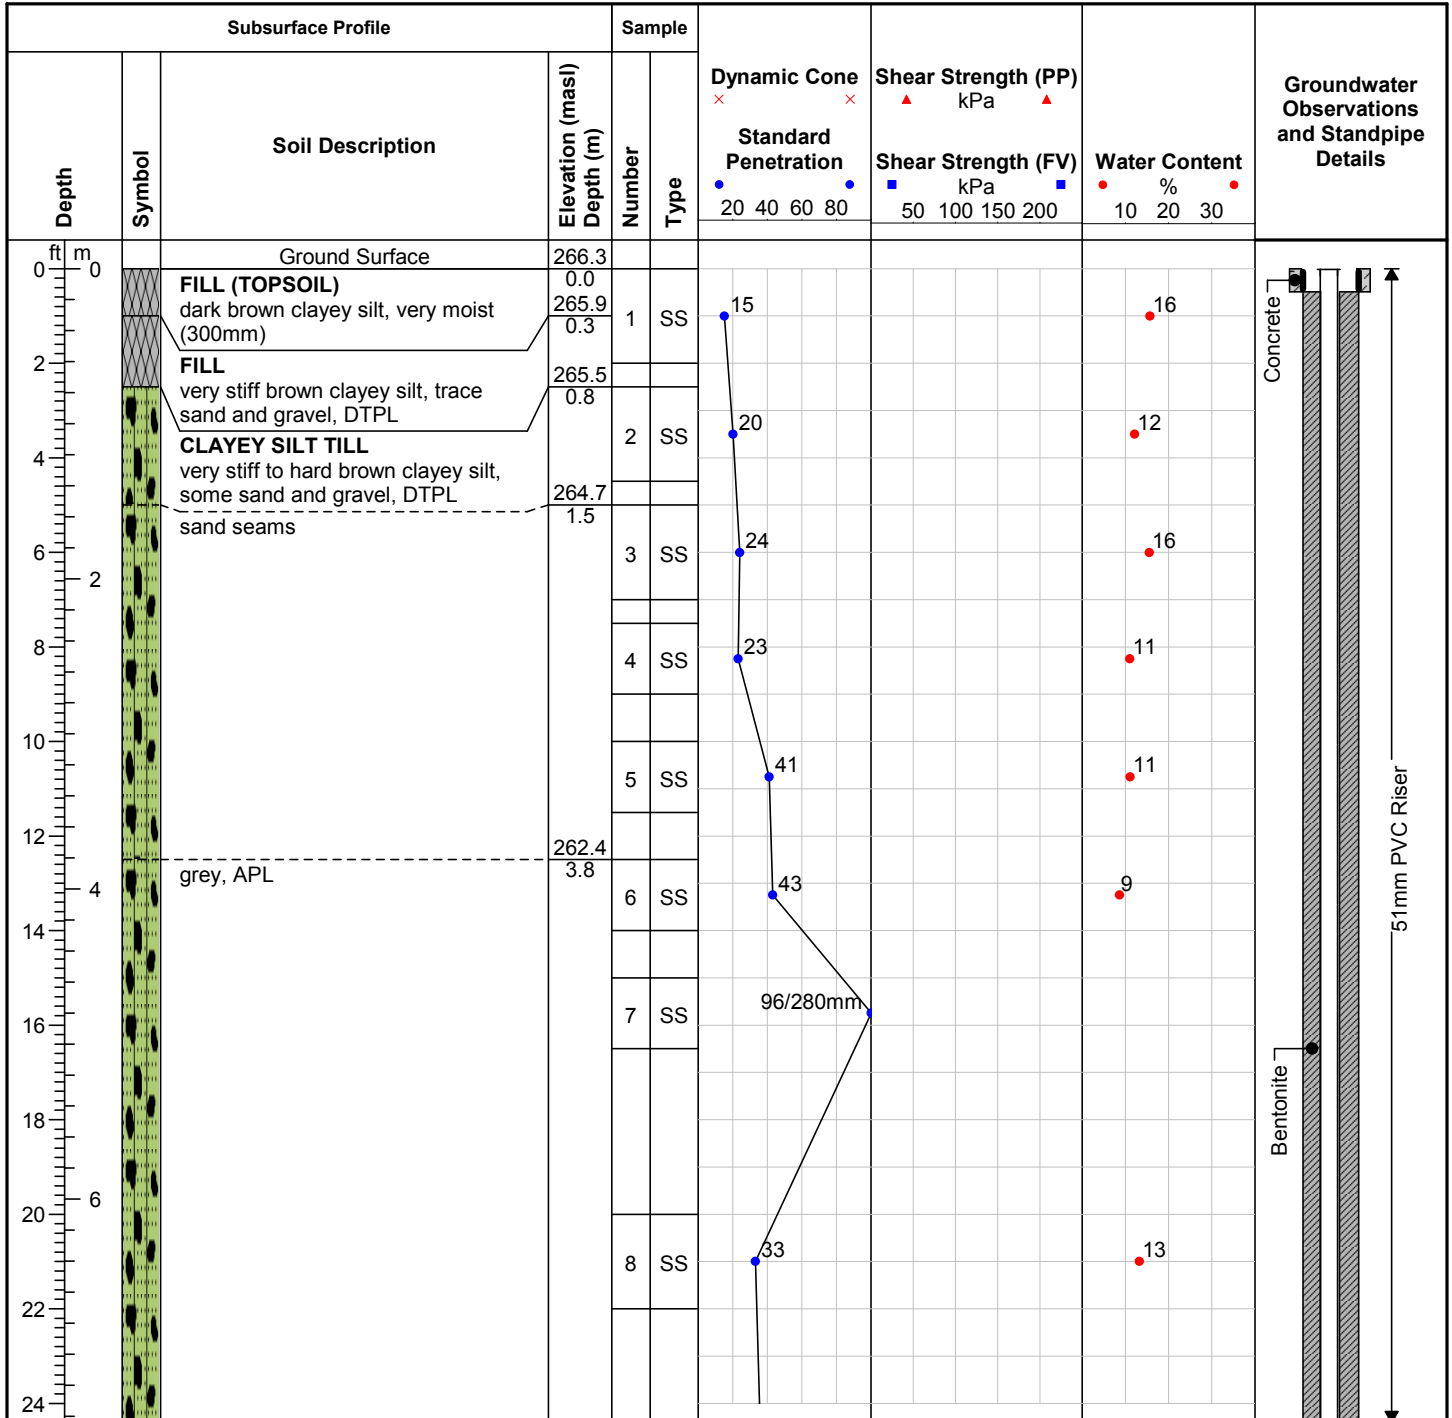 Subsurface Profile
Sample
Depth
Symbol
Soil Description
Elevation (masl)
Depth (m)
Number
Type
Dynamic Cone
Standard
Penetration
20 40 60 80
Shear Strength (PP)
kPa
Shear Strength (FV)
kPa
50 100 150 200
Water Content
%
10 20 30
Groundwater
Observations
and Standpipe
Details
ft m
Ground Surface
266.3
0 0
0.0
FILL (TOPSOIL)
dark brown clayey silt, very moist
(300mm)
265.9
0.3
1 SS
15
16
2
FILL
very stiff brown clayey silt, trace
sand and gravel, DTPL
265.5
0.8
2 SS
20
12
4
CLAYEY SILT TILL
very stiff to hard brown clayey silt,
some sand and gravel, DTPL
264.7
1.5
sand seams
3 SS
24
16
6
2
8
4 SS
23
11
10
5 SS
41
11
12
262.4
3.8
grey, APL
4
6 SS
43
9
14
96/280mm
7 SS
16
18
6
20
8 SS
33
13
22
24
Concrete
Bentonite
51mm PVC Riser